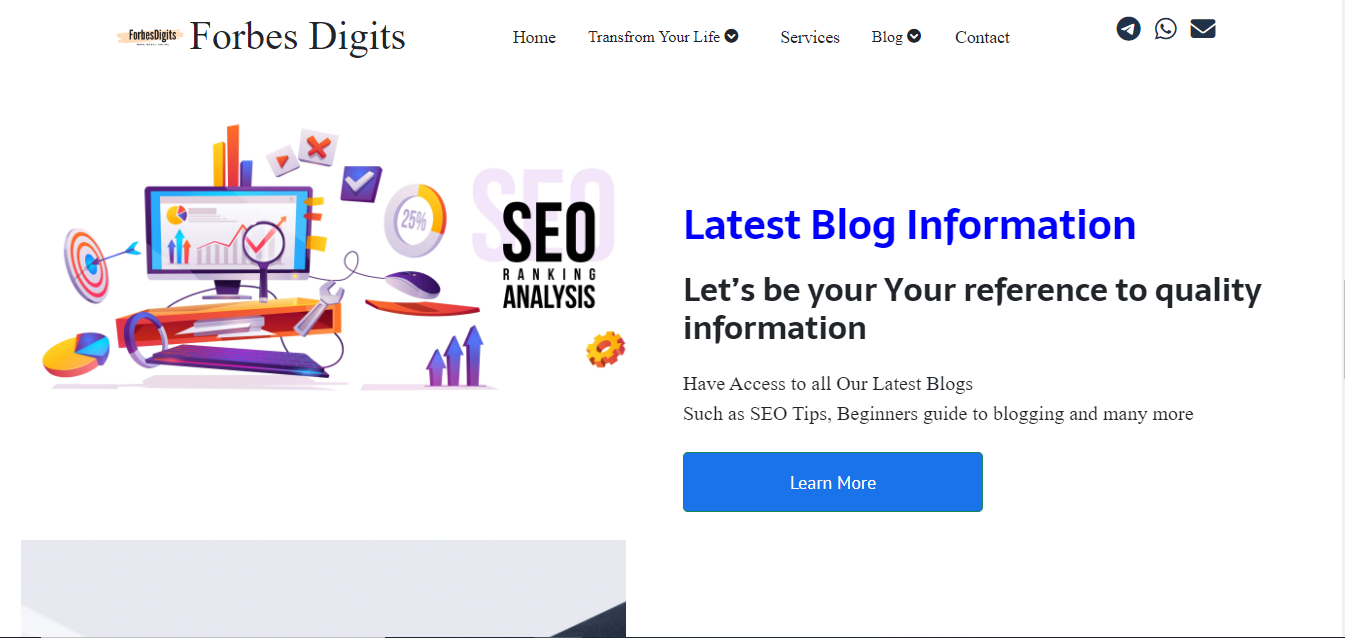 ForbesDigits
Forbes Digits
Home
Transfrom Your Life
Services
Blog
Contact
25%
SEO
SEO
RANKING
ANALYSIS
Latest Blog Information
Let’s be your Your reference to quality
information
Have Access to all Our Latest Blogs
Such as SEO Tips, Beginners guide to blogging and many more
Learn More